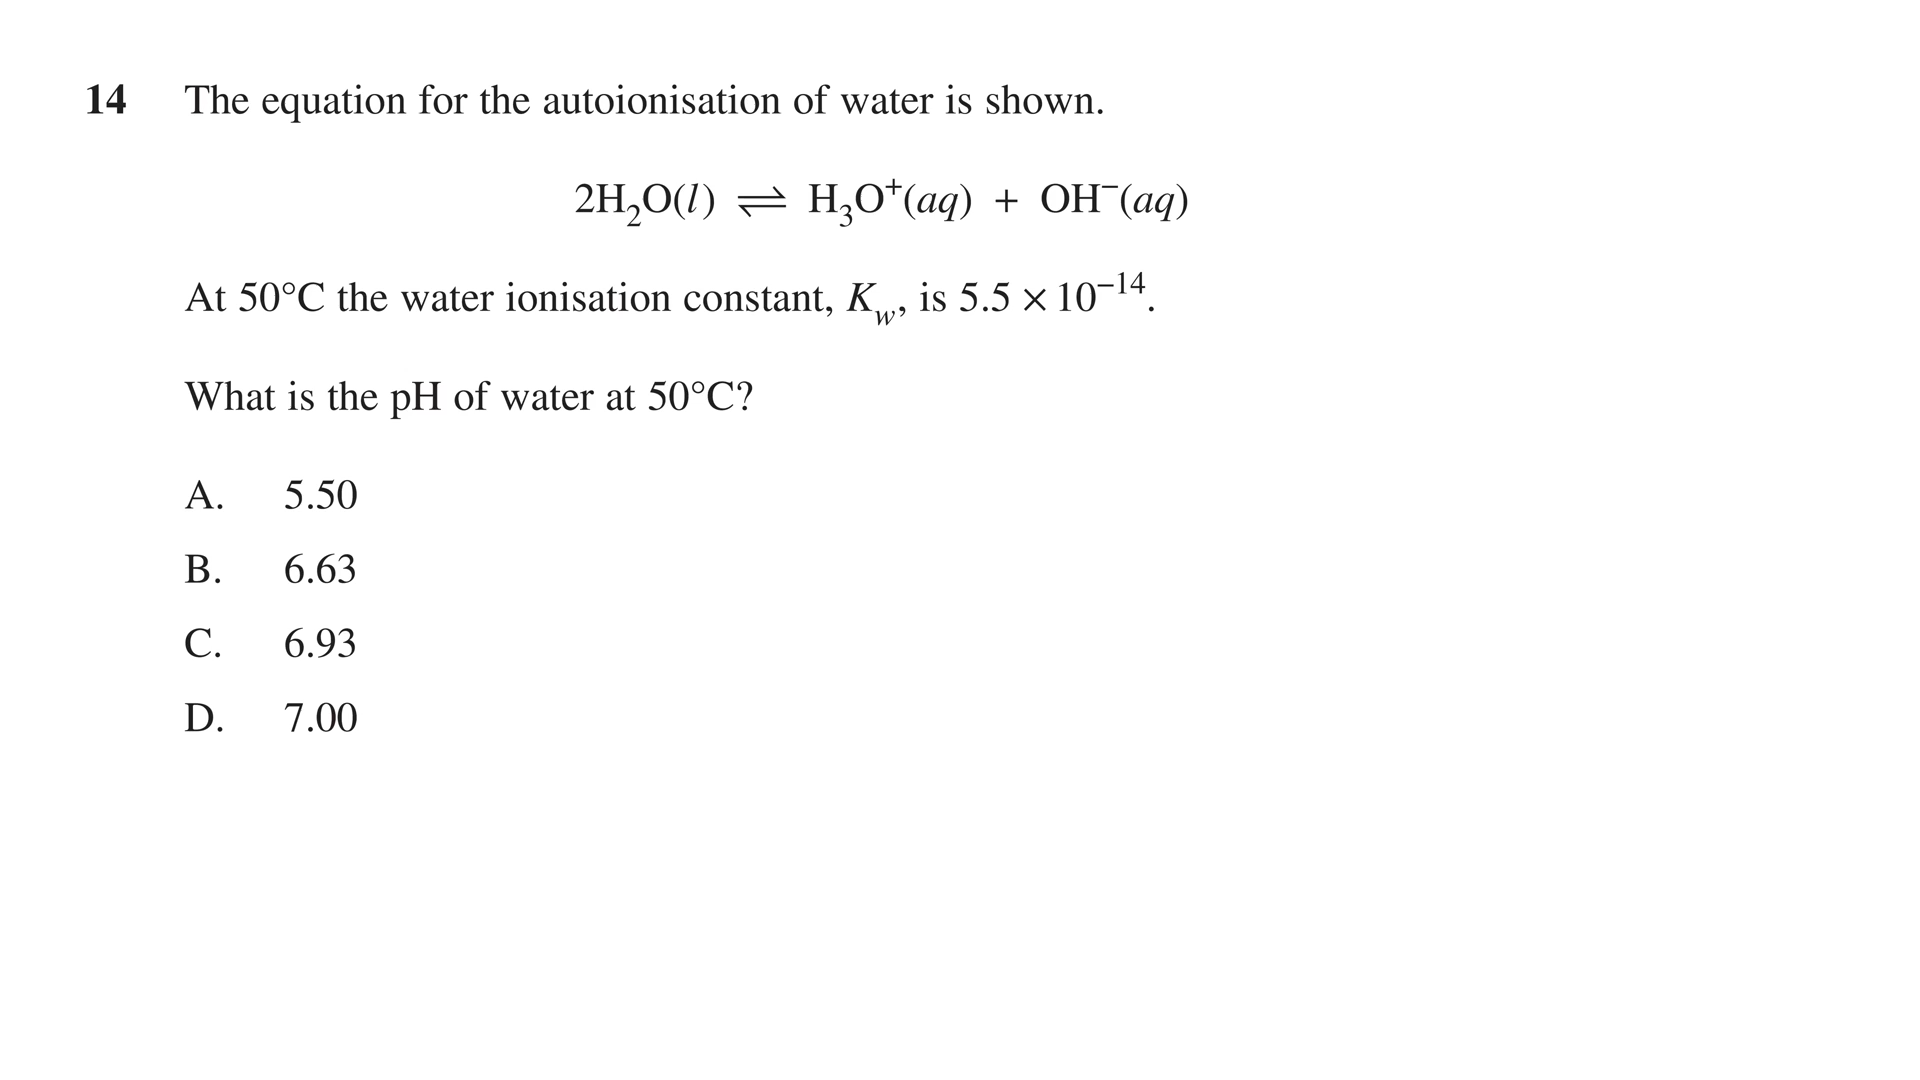 14 The equation for the autoionisation of water is shown.
2H₂O(l) ⇌ H₃O⁺(aq) + OH⁻(aq)
At 50°C the water ionisation constant, K_w, is 5.5 × 10⁻¹⁴.
What is the pH of water at 50°C?
A. 5.50
B. 6.63
C. 6.93
D. 7.00